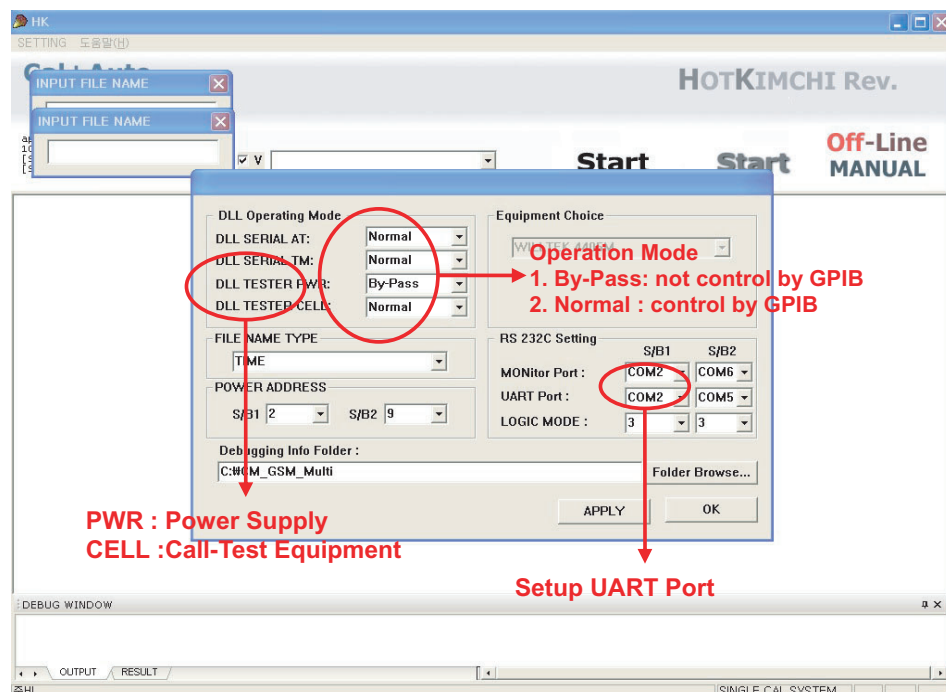 HK
SETTING 도움말(H)
INPUT FILE NAME
INPUT FILE NAME
HOTKIMCHI Rev.
V
Start
Start
Off-Line
MANUAL
DLL Operating Mode
DLL SERIAL AT: Normal
DLL SERIAL TM: Normal
DLL TESTER PWR: By-Pass
DLL TESTER CELL: Normal
Equipment Choice
Operation Mode
1. By-Pass: not control by GPIB
2. Normal : control by GPIB
FILE NAME TYPE
TIME
POWER ADDRESS
S/B1 2 S/B2 9
RS 232C Setting
S/B1 S/B2
MONitor Port : COM2 COM6
UART Port : COM2 COM5
LOGIC MODE : 3 3
Debugging Info Folder :
C:₩CM_GSM_Multi
Folder Browse...
APPLY OK
PWR : Power Supply
CELL :Call-Test Equipment
Setup UART Port
DEBUG WINDOW
OUTPUT RESULT
준비
SINGLE CAL SYSTEM